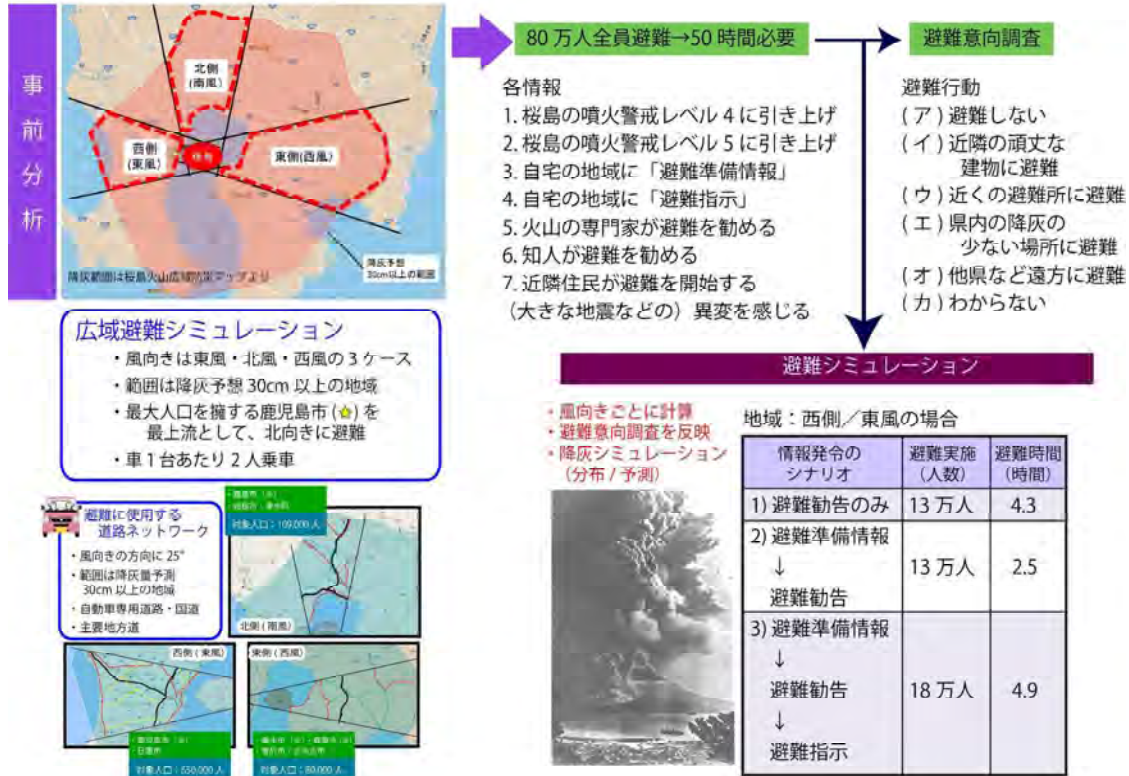 事前分析
北側
(南風)
西側
(東風)
東側(西風)
降灰予想
30cm以上の範囲
降灰範囲は桜島火山広域防災マップより
80万人全員避難→50時間必要
避難意向調査
各情報
1. 桜島の噴火警戒レベル4に引き上げ
2. 桜島の噴火警戒レベル5に引き上げ
3. 自宅の地域に「避難準備情報」
4. 自宅の地域に「避難指示」
5. 火山の専門家が避難を勧める
6. 知人が避難を勧める
7. 近隣住民が避難を開始する
(大きな地震などの) 異変を感じる
避難行動
(ア) 避難しない
(イ) 近隣の頑丈な
建物に避難
(ウ) 近くの避難所に避難
(エ) 県内の降灰の
少ない場所に避難
(オ) 他県など遠方に避難
(カ) わからない
広域避難シミュレーション
・風向きは東風・北風・西風の3ケース
・範囲は降灰予想30cm以上の地域
・最大人口を擁する鹿児島市(☆)を
最上流として、北向きに避難
・車1台あたり2人乗車
避難に使用する
道路ネットワーク
・風向きの方向に25°
・範囲は降灰量予測
30cm以上の地域
・自動車専用道路・国道
・主要地方道
対象人口:109,000人
北側(南風)
西側(東風)
日置市
対象人口:550,000人
東側(西風)
対象人口:80,000人
避難シミュレーション
・風向きごとに計算
・避難意向調査を反映
・降灰シミュレーション
(分布/予測)
地域:西側/東風の場合
情報発令の
シナリオ
避難実施
(人数)
避難時間
(時間)
1) 避難勧告のみ 13万人 4.3
2) 避難準備情報
↓
避難勧告
13万人 2.5
3) 避難準備情報
↓
避難勧告
↓
避難指示
18万人 4.9